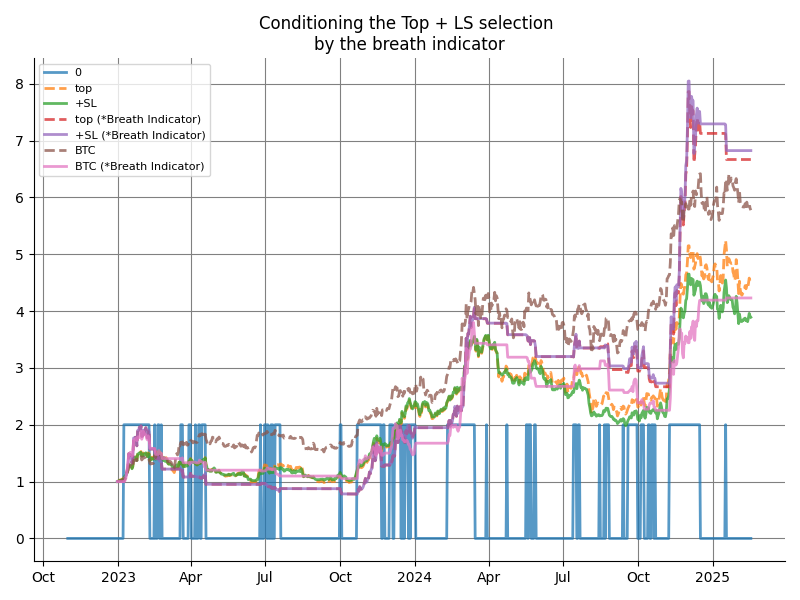 Conditioning the Top + LS selection
by the breath indicator
0
top
+SL
top (*Breath Indicator)
+SL (*Breath Indicator)
BTC
BTC (*Breath Indicator)
8
7
6
5
4
3
2
1
0
Oct
2023
Apr
Jul
Oct
2024
Apr
Jul
Oct
2025